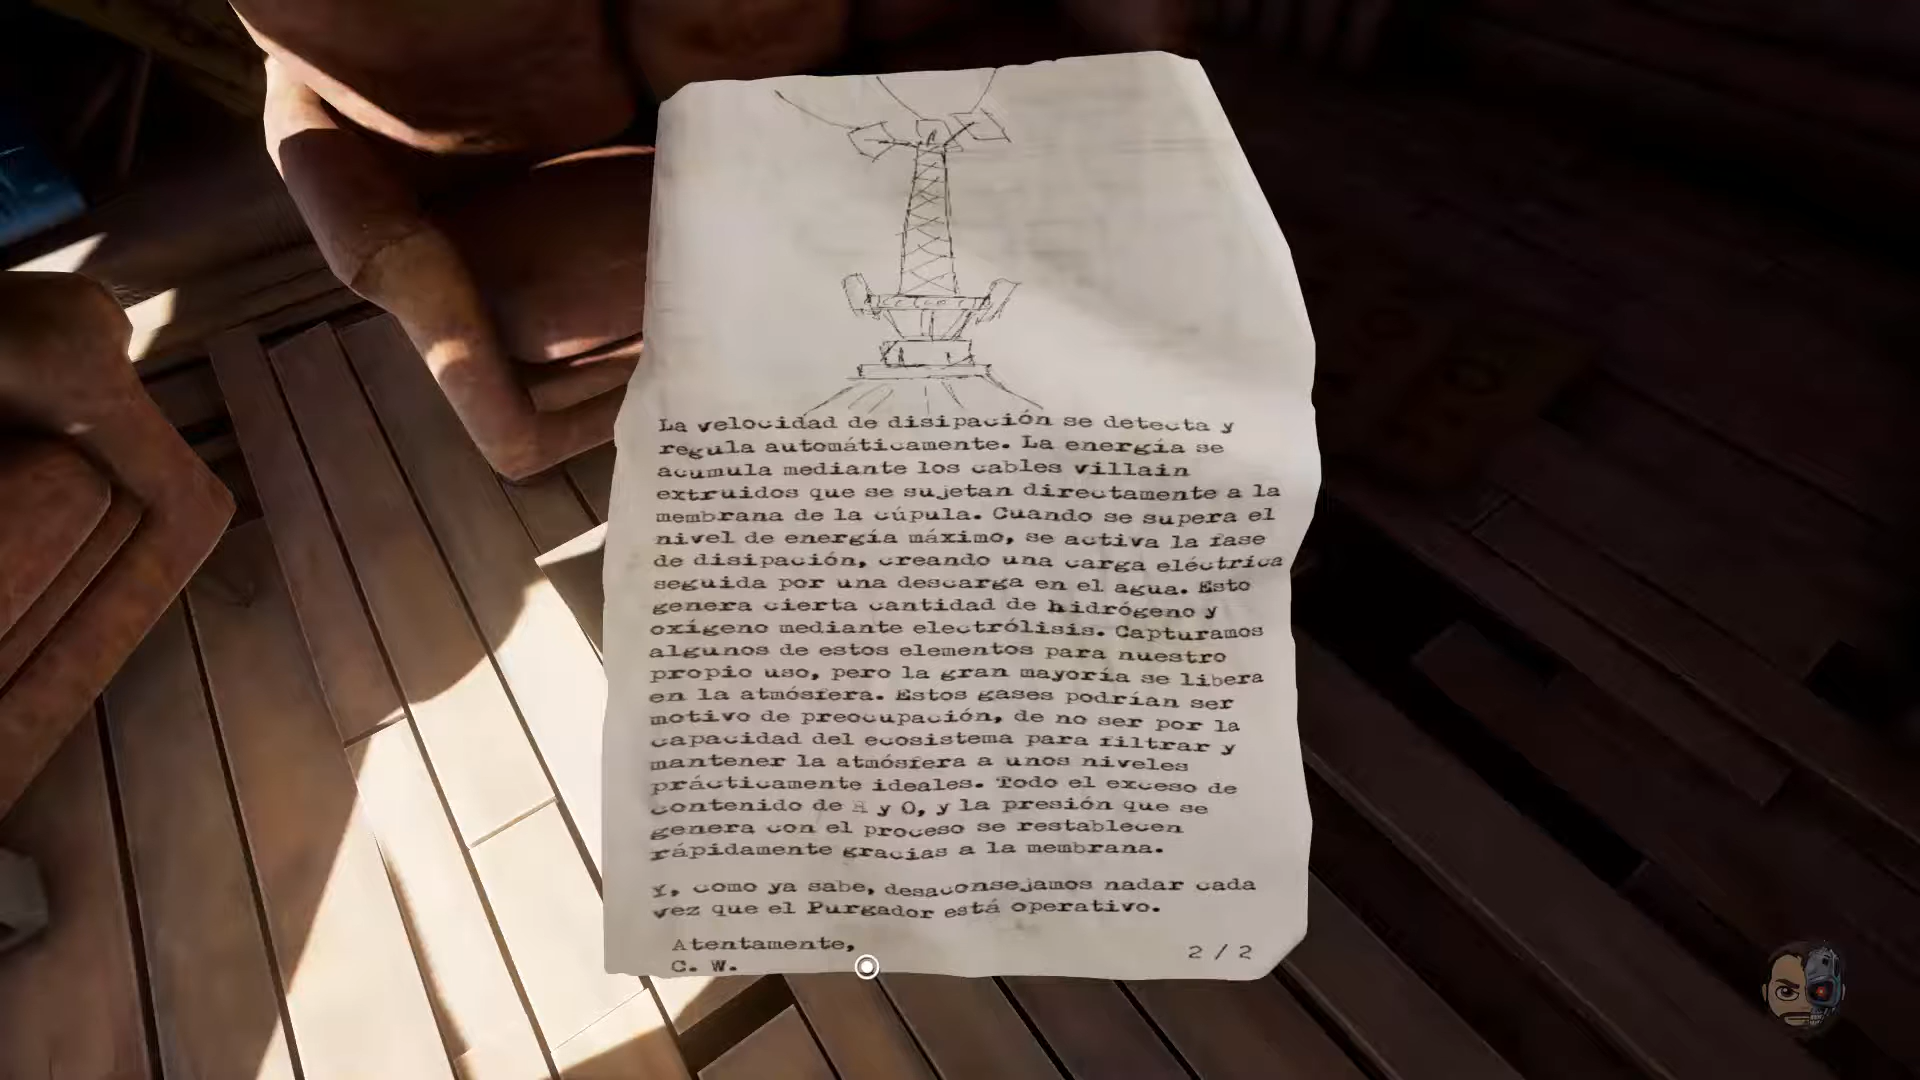 La velocidad de disipación se detecta y
regula automáticamente. La energía se
acumula mediante los cables villain
extruidos que se sujetan directamente a la
membrana de la cúpula. Cuando se supera el
nivel de energía máximo, se activa la fase
de disipación, creando una carga eléctrica
seguida por una descarga en el agua. Esto
genera cierta cantidad de hidrógeno y
oxígeno mediante electrólisis. Capturamos
algunos de estos elementos para nuestro
propio uso, pero la gran mayoría se libera
en la atmósfera. Estos gases podrían ser
motivo de preocupación, de no ser por la
capacidad del ecosistema para filtrar y
mantener la atmósfera a unos niveles
prácticamente ideales. Todo el exceso de
contenido de H y O, y la presión que se
genera con el proceso se restablecen
rápidamente gracias a la membrana.
Y, como ya sabe, desaconsejamos nadar cada
vez que el Purgador está operativo.
Atentamente,
C. W.
2 / 2